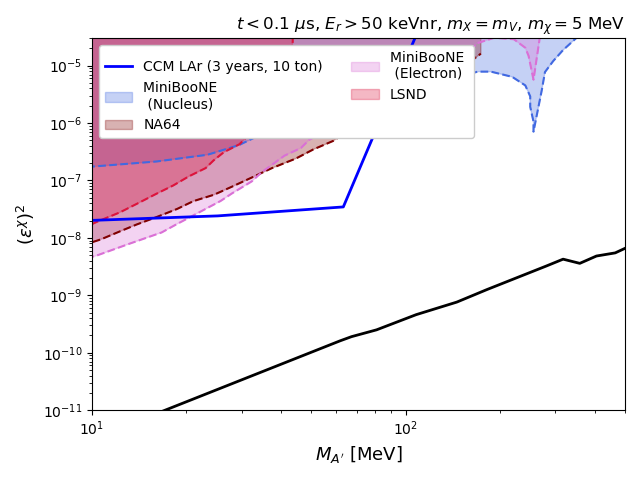 t < 0.1 μs, E_r > 50 keVnr, m_X = m_V, m_χ = 5 MeV
CCM LAr (3 years, 10 ton)
MiniBooNE
(Nucleus)
NA64
MiniBooNE
(Electron)
LSND
10^-5
10^-6
10^-7
10^-8
10^-9
10^-10
10^-11
(ε^χ)^2
10^1
10^2
M_A' [MeV]